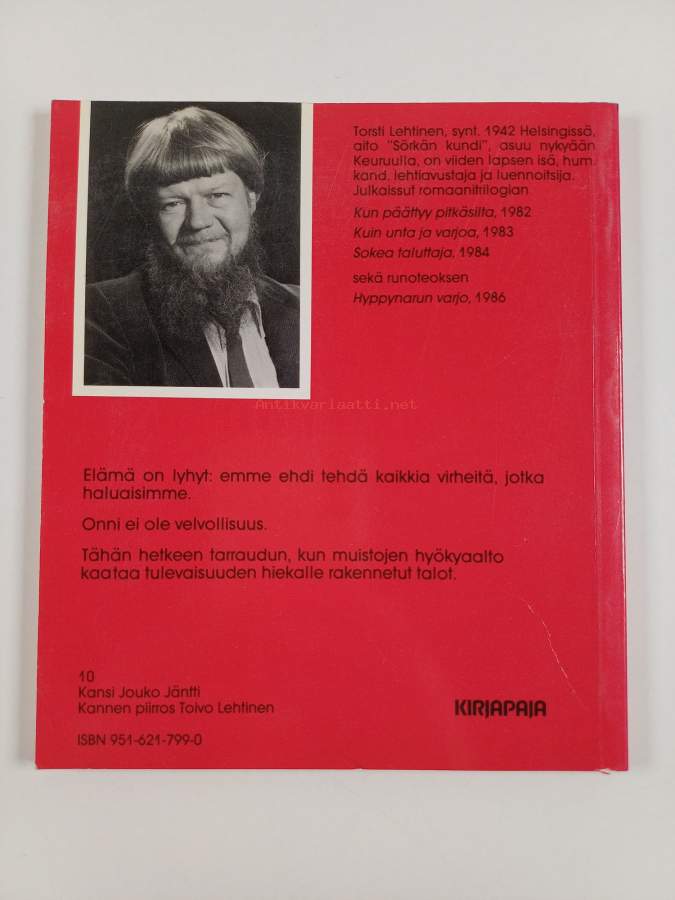 Torsti Lehtinen, synt. 1942 Helsingissä,
aito "Sörkän kundi", asuu nykyään
Keuruulla, on viiden lapsen isä, hum.
kand., lehtiavustaja ja luennoitsija.
Julkaissut romaanitrilogian
Kun päättyy pitkäsilta, 1982
Kuin unta ja varjoa, 1983
Sokea taluttaja, 1984
sekä runoteoksen
Hyppynarun varjo, 1986
Antikvariaatti.net
Elämä on lyhyt: emme ehdi tehdä kaikkia virheitä, jotka
haluaisimme.
Onni ei ole velvollisuus.
Tähän hetkeen tarraudun, kun muistojen hyökyaalto
kaataa tulevaisuuden hiekalle rakennetut talot.
10
Kansi Jouko Jäntti
Kannen piirros Toivo Lehtinen
KIRJAPAJA
ISBN 951-621-799-0